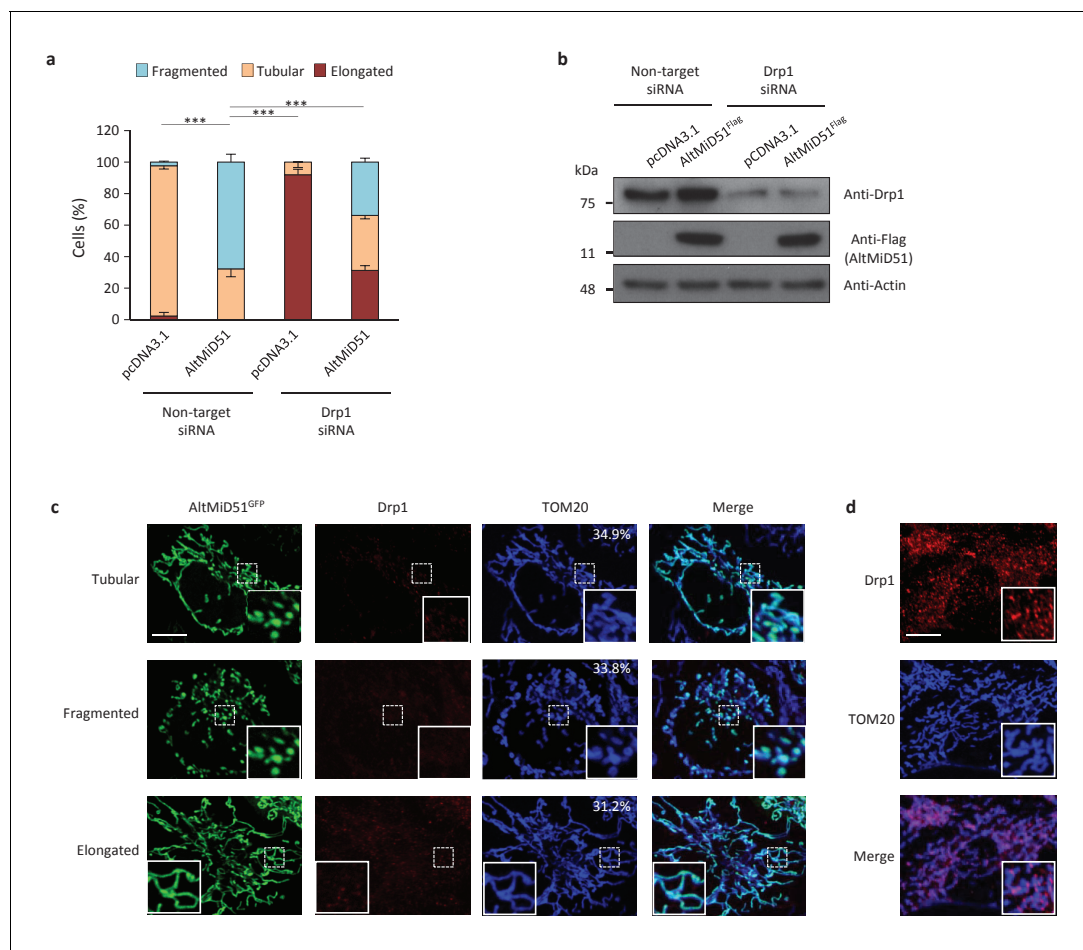 a
Fragmented Tubular Elongated
***
***
***
120
100
80
60
40
20
0
Cells (%)
pcDNA3.1
AltMiD51
pcDNA3.1
AltMiD51
Non-target
siRNA
Drp1
siRNA
b
Non-target
siRNA
Drp1
siRNA
pcDNA3.1
AltMiD51Flag
pcDNA3.1
AltMiD51Flag
kDa
75
11
48
Anti-Drp1
Anti-Flag
(AltMiD51)
Anti-Actin
c
AltMiD51GFP Drp1 TOM20 Merge
Tubular
34.9%
Fragmented
33.8%
Elongated
31.2%
d
Drp1
TOM20
Merge